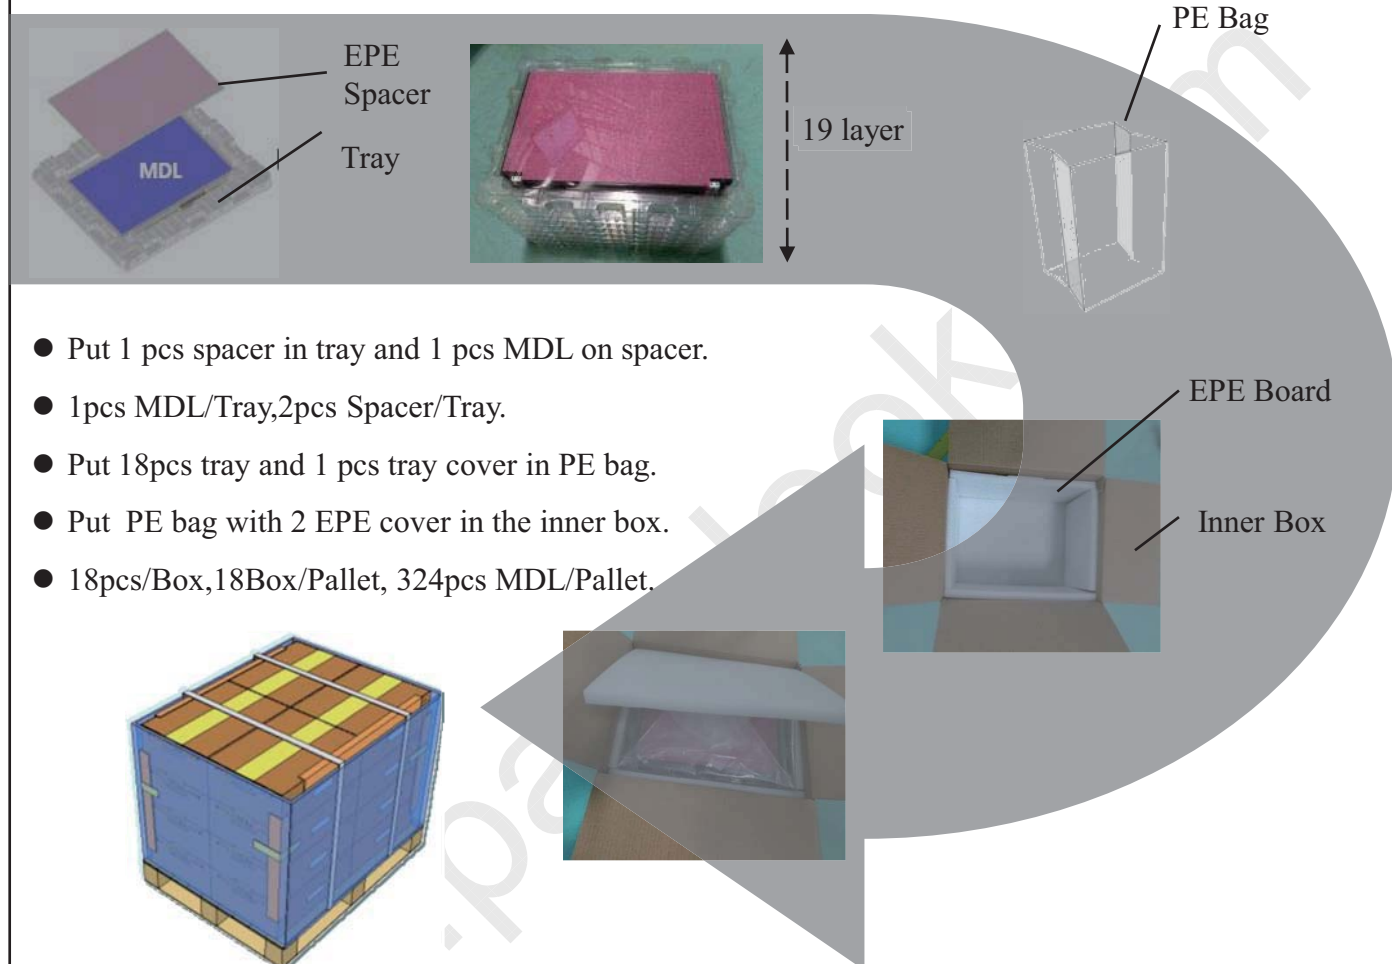 PE Bag
EPE
Spacer
19 layer
Tray
MDL
● Put 1 pcs spacer in tray and 1 pcs MDL on spacer.
● 1pcs MDL/Tray,2pcs Spacer/Tray.
● Put 18pcs tray and 1 pcs tray cover in PE bag.
● Put PE bag with 2 EPE cover in the inner box.
● 18pcs/Box,18Box/Pallet, 324pcs MDL/Pallet.
EPE Board
Inner Box